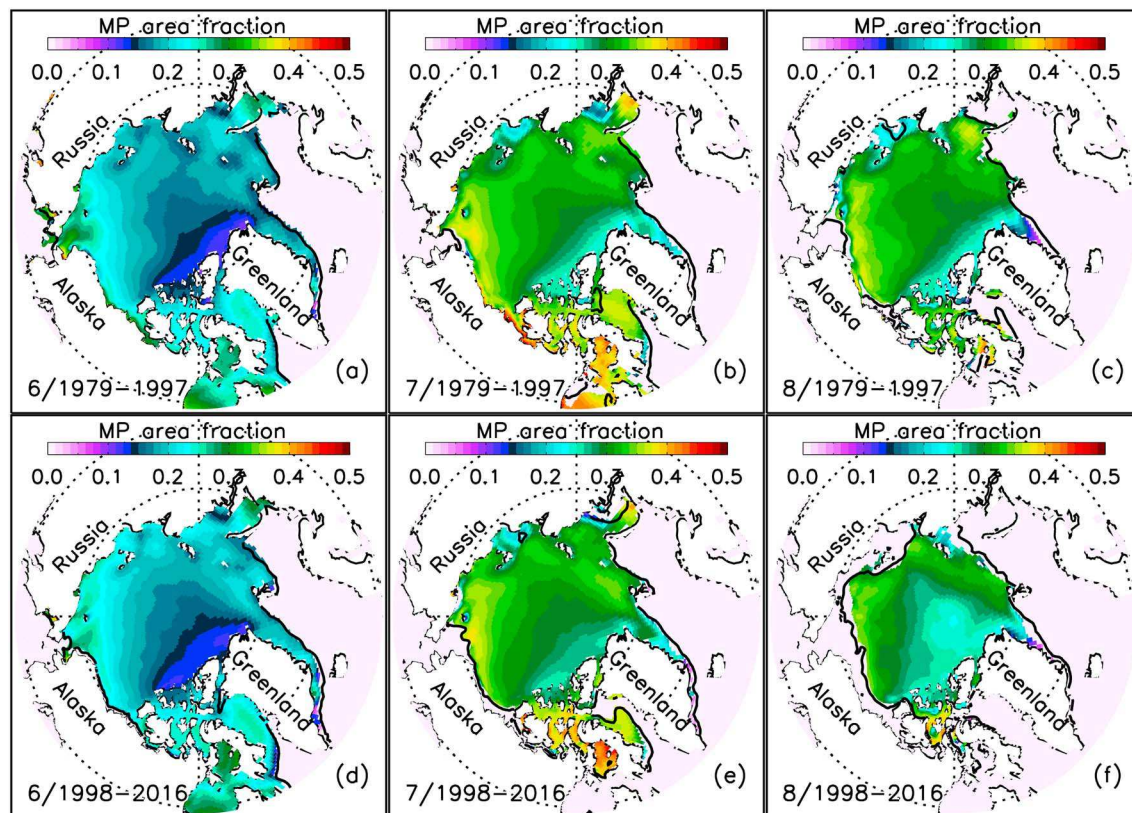 MP area fraction
0.0 0.1 0.2 0.3 0.4 0.5
Russia
Alaska
Greenland
6/1979-1997
(a)
MP area fraction
0.0 0.1 0.2 0.3 0.4 0.5
Russia
Alaska
Greenland
7/1979-1997
(b)
MP area fraction
0.0 0.1 0.2 0.3 0.4 0.5
Russia
Alaska
Greenland
8/1979-1997
(c)
MP area fraction
0.0 0.1 0.2 0.3 0.4 0.5
Russia
Alaska
Greenland
6/1998-2016
(d)
MP area fraction
0.0 0.1 0.2 0.3 0.4 0.5
Russia
Alaska
Greenland
7/1998-2016
(e)
MP area fraction
0.0 0.1 0.2 0.3 0.4 0.5
Russia
Alaska
Greenland
8/1998-2016
(f)